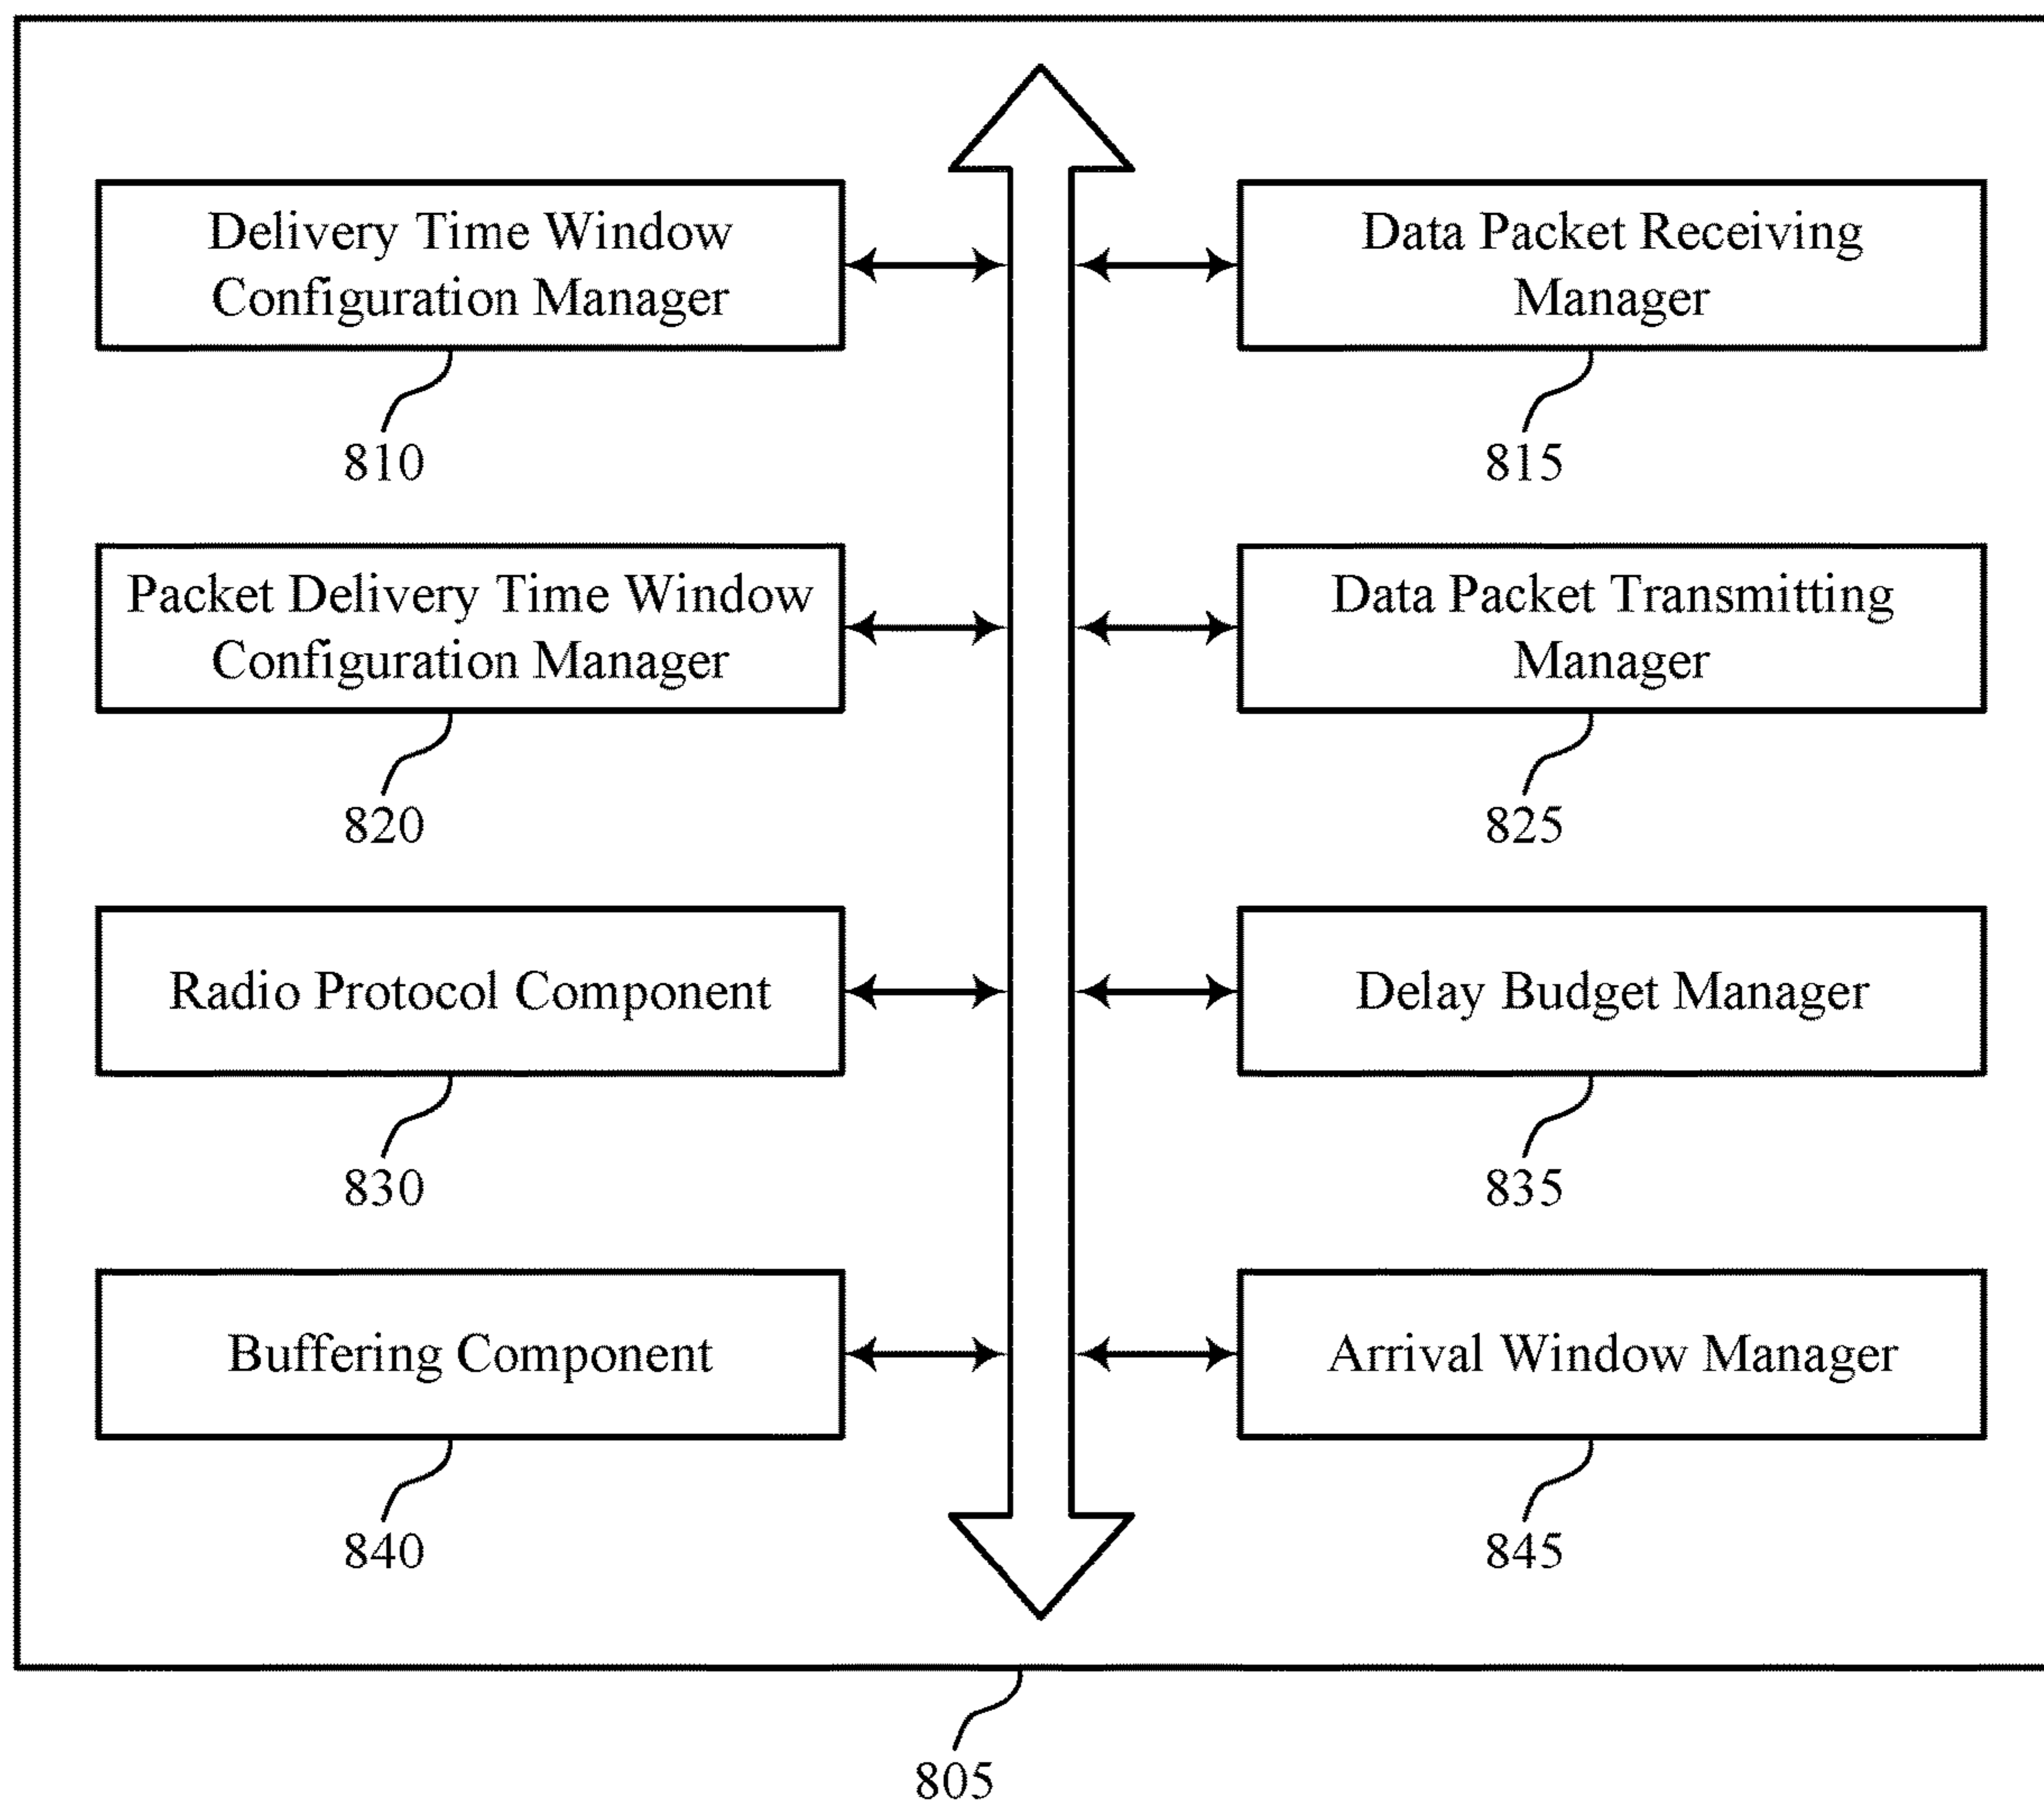 Delivery Time Window
Configuration Manager
810
Data Packet Receiving
Manager
815
Packet Delivery Time Window
Configuration Manager
820
Data Packet Transmitting
Manager
825
Radio Protocol Component
830
Delay Budget Manager
835
Buffering Component
840
Arrival Window Manager
845
805